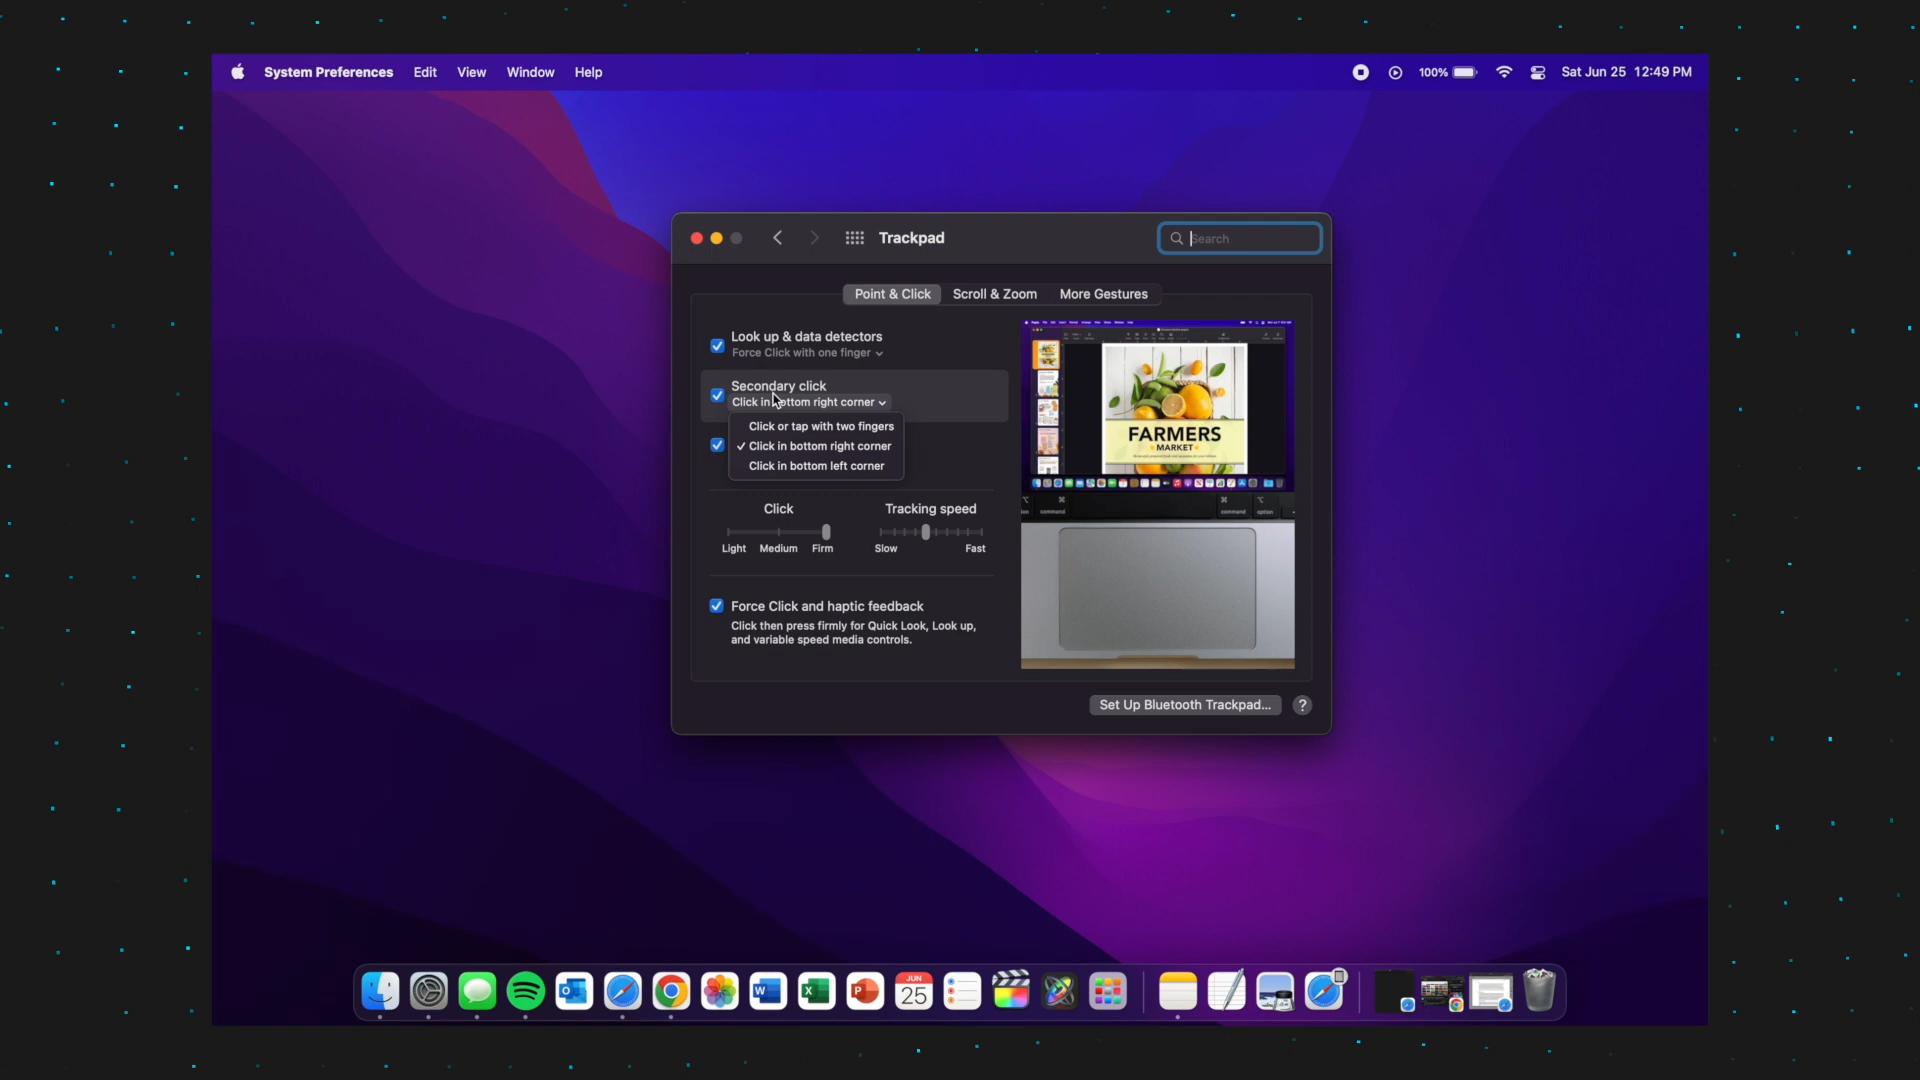 System Preferences Edit View Window Help 100% Sat Jun 25 12:49 PM
Trackpad
Search
Point & Click Scroll & Zoom More Gestures
Look up & data detectors
Force Click with one finger
Secondary click
Click in bottom right corner
Click or tap with two fingers
✓ Click in bottom right corner
Click in bottom left corner
Click
Light Medium Firm
Tracking speed
Slow Fast
Force Click and haptic feedback
Click then press firmly for Quick Look, Look up,
and variable speed media controls.
FARMERS
MARKET
command
command option
Set Up Bluetooth Trackpad... ?
JUN
25